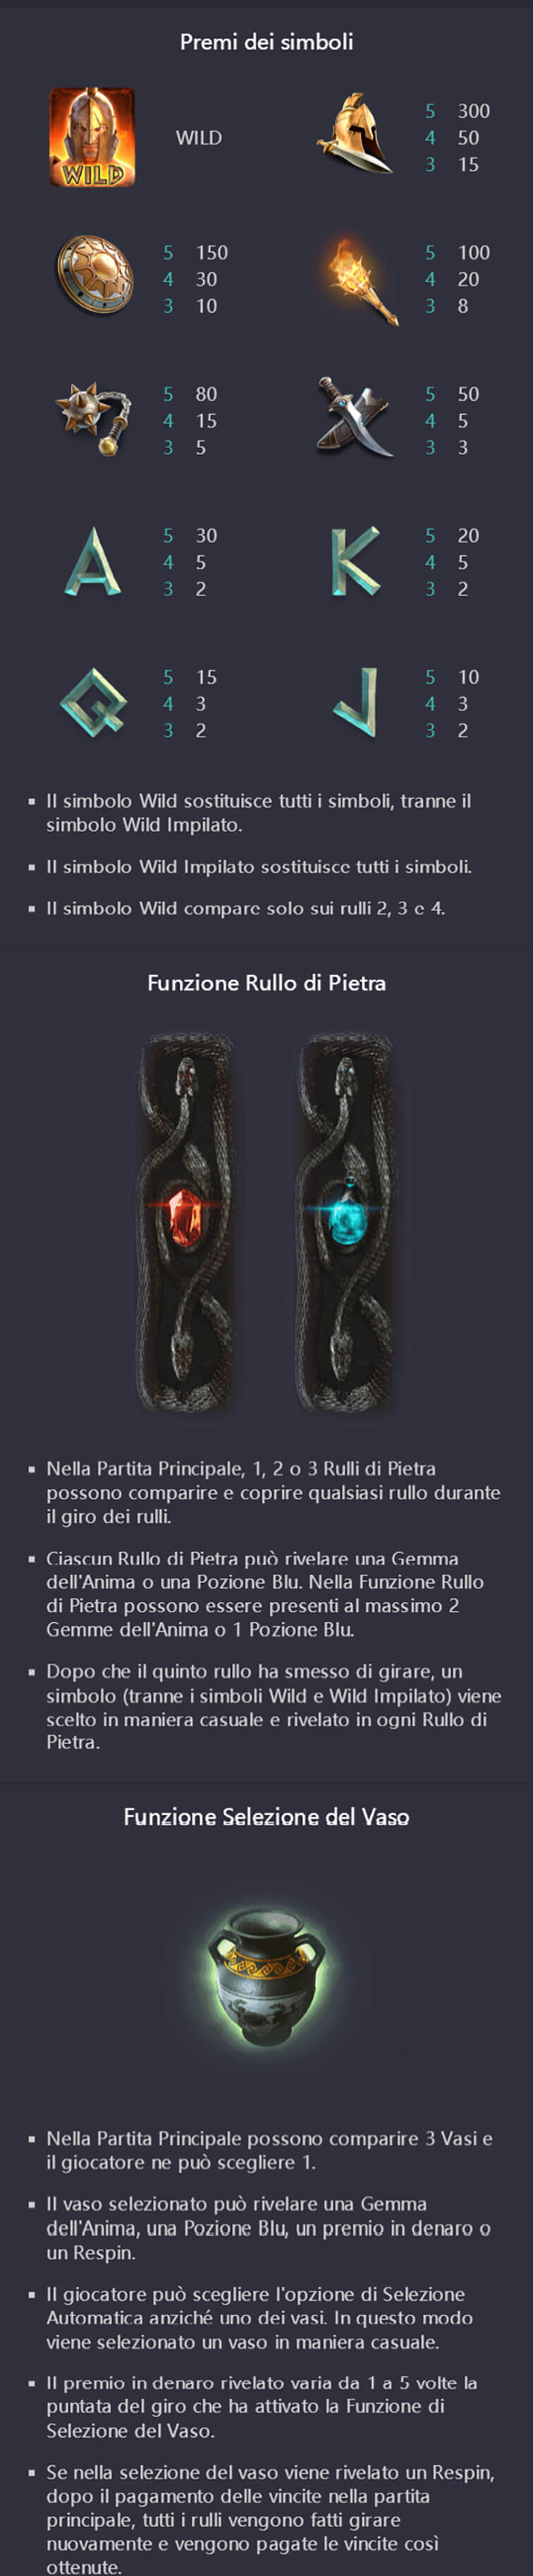 Premi dei simboli
WILD
WILD
5 300
4 50
3 15
5 150
4 30
3 10
5 100
4 20
3 8
5 80
4 15
3 5
5 50
4 5
3 3
A
5 30
4 5
3 2
K
5 20
4 5
3 2
Q
5 15
4 3
3 2
J
5 10
4 3
3 2
▪ Il simbolo Wild sostituisce tutti i simboli, tranne il
simbolo Wild Impilato.
▪ Il simbolo Wild Impilato sostituisce tutti i simboli.
▪ Il simbolo Wild compare solo sui rulli 2, 3 e 4.
Funzione Rullo di Pietra
▪ Nella Partita Principale, 1, 2 o 3 Rulli di Pietra
possono comparire e coprire qualsiasi rullo durante
il giro dei rulli.
▪ Ciascun Rullo di Pietra può rivelare una Gemma
dell'Anima o una Pozione Blu. Nella Funzione Rullo
di Pietra possono essere presenti al massimo 2
Gemme dell'Anima o 1 Pozione Blu.
▪ Dopo che il quinto rullo ha smesso di girare, un
simbolo (tranne i simboli Wild e Wild Impilato) viene
scelto in maniera casuale e rivelato in ogni Rullo di
Pietra.
Funzione Selezione del Vaso
▪ Nella Partita Principale possono comparire 3 Vasi e
il giocatore ne può scegliere 1.
▪ Il vaso selezionato può rivelare una Gemma
dell'Anima, una Pozione Blu, un premio in denaro o
un Respin.
▪ Il giocatore può scegliere l'opzione di Selezione
Automatica anziché uno dei vasi. In questo modo
viene selezionato un vaso in maniera casuale.
▪ Il premio in denaro rivelato varia da 1 a 5 volte la
puntata del giro che ha attivato la Funzione di
Selezione del Vaso.
▪ Se nella selezione del vaso viene rivelato un Respin,
dopo il pagamento delle vincite nella partita
principale, tutti i rulli vengono fatti girare
nuovamente e vengono pagate le vincite così
ottenute.